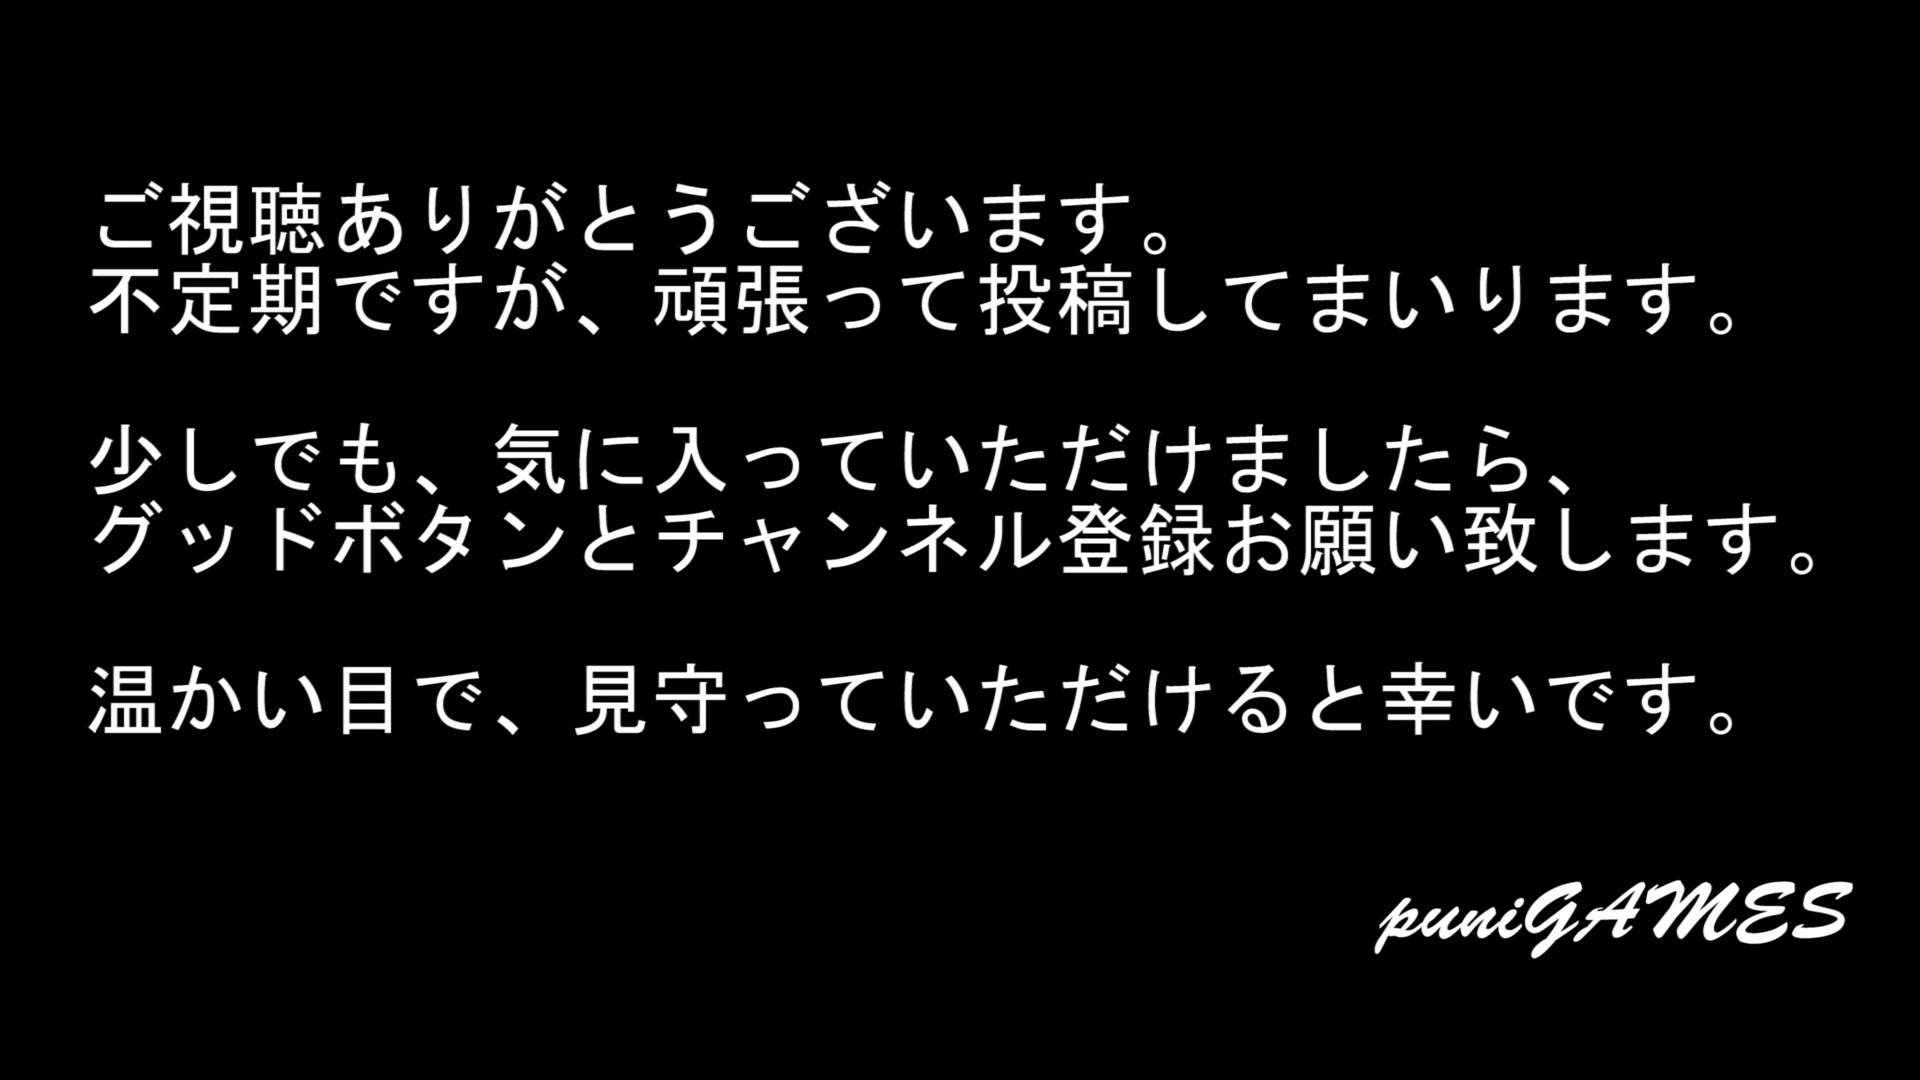 ご視聴ありがとうございます。
不定期ですが、頑張って投稿してまいります。
少しでも、気に入っていただけましたら、
グッドボタンとチャンネル登録お願い致します。
温かい目で、見守っていただけると幸いです。
puniGAMES